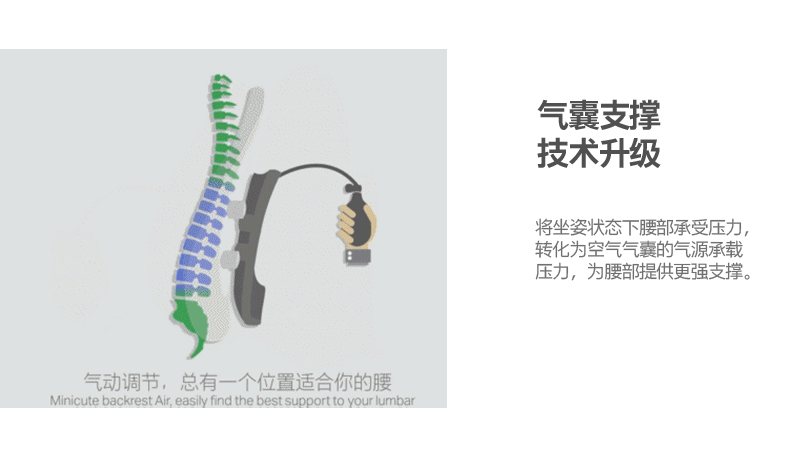 气囊支撑
技术升级
将坐姿状态下腰部承受压力，
转化为空气气囊的气源承载
压力，为腰部提供更强支撑。
气动调节，总有一个位置适合你的腰
Minicute backrest Air, easily find the best support to your lumbar